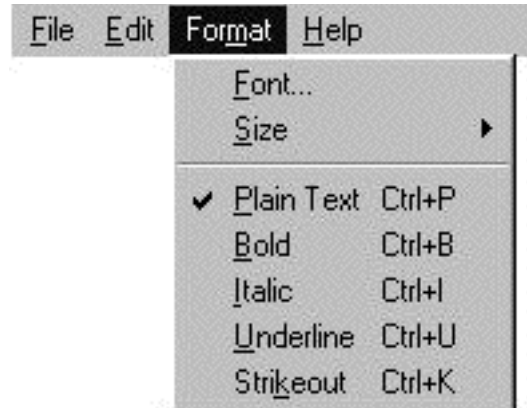 File Edit Format Help
Font...
Size
Plain Text Ctrl+P
Bold Ctrl+B
Italic Ctrl+I
Underline Ctrl+U
Strikeout Ctrl+K